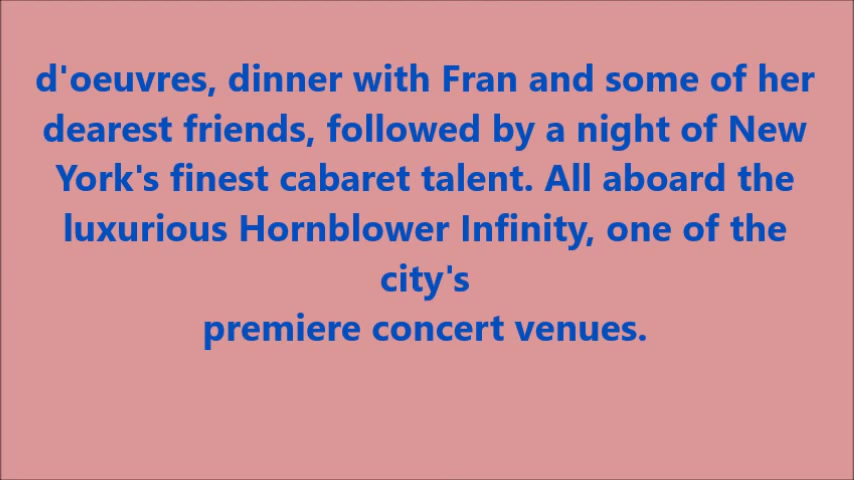 d'oeuvres, dinner with Fran and some of her
dearest friends, followed by a night of New
York's finest cabaret talent. All aboard the
luxurious Hornblower Infinity, one of the
city's
premiere concert venues.